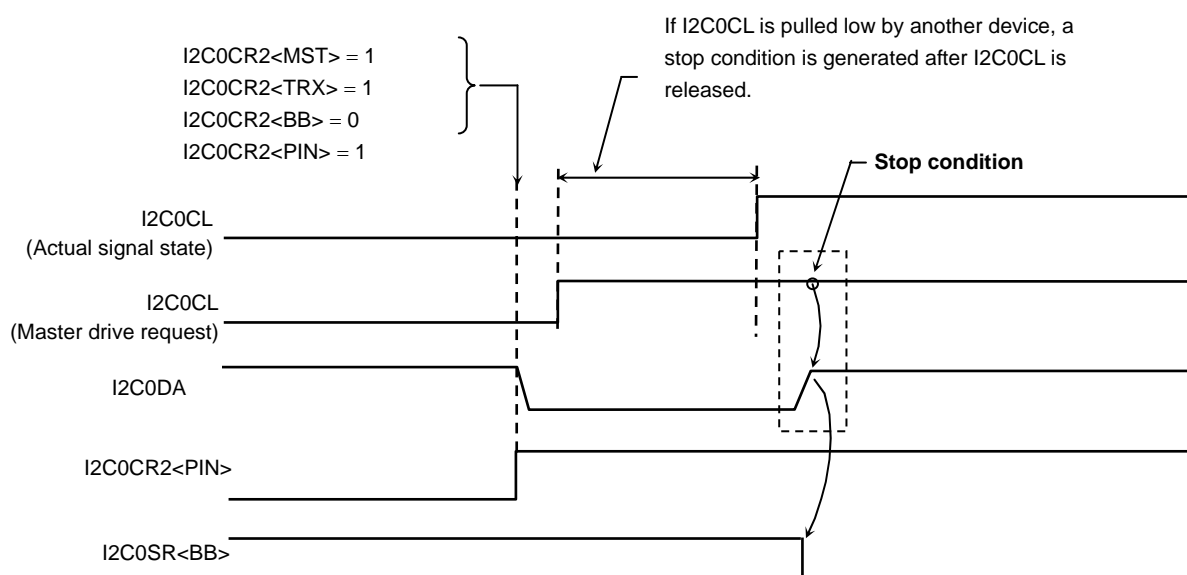 If I2C0CL is pulled low by another device, a
stop condition is generated after I2C0CL is
released.
I2C0CR2<MST> = 1
I2C0CR2<TRX> = 1
I2C0CR2<BB> = 0
I2C0CR2<PIN> = 1
Stop condition
I2C0CL
(Actual signal state)
I2C0CL
(Master drive request)
I2C0DA
I2C0CR2<PIN>
I2C0SR<BB>